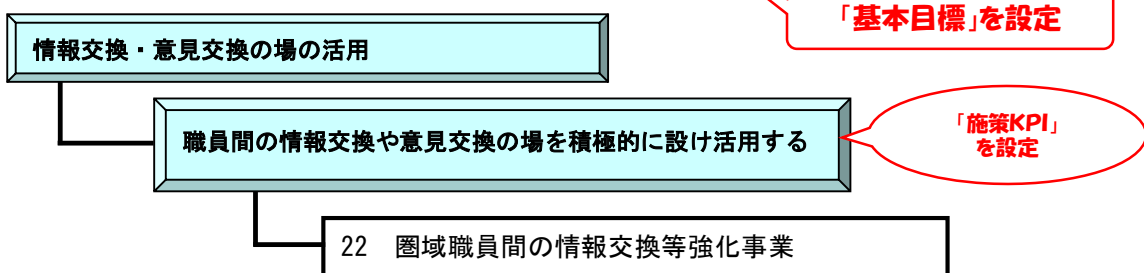 「基本目標」を設定
情報交換・意見交換の場の活用
職員間の情報交換や意見交換の場を積極的に設け活用する
「施策KPI」
を設定
22　圏域職員間の情報交換等強化事業